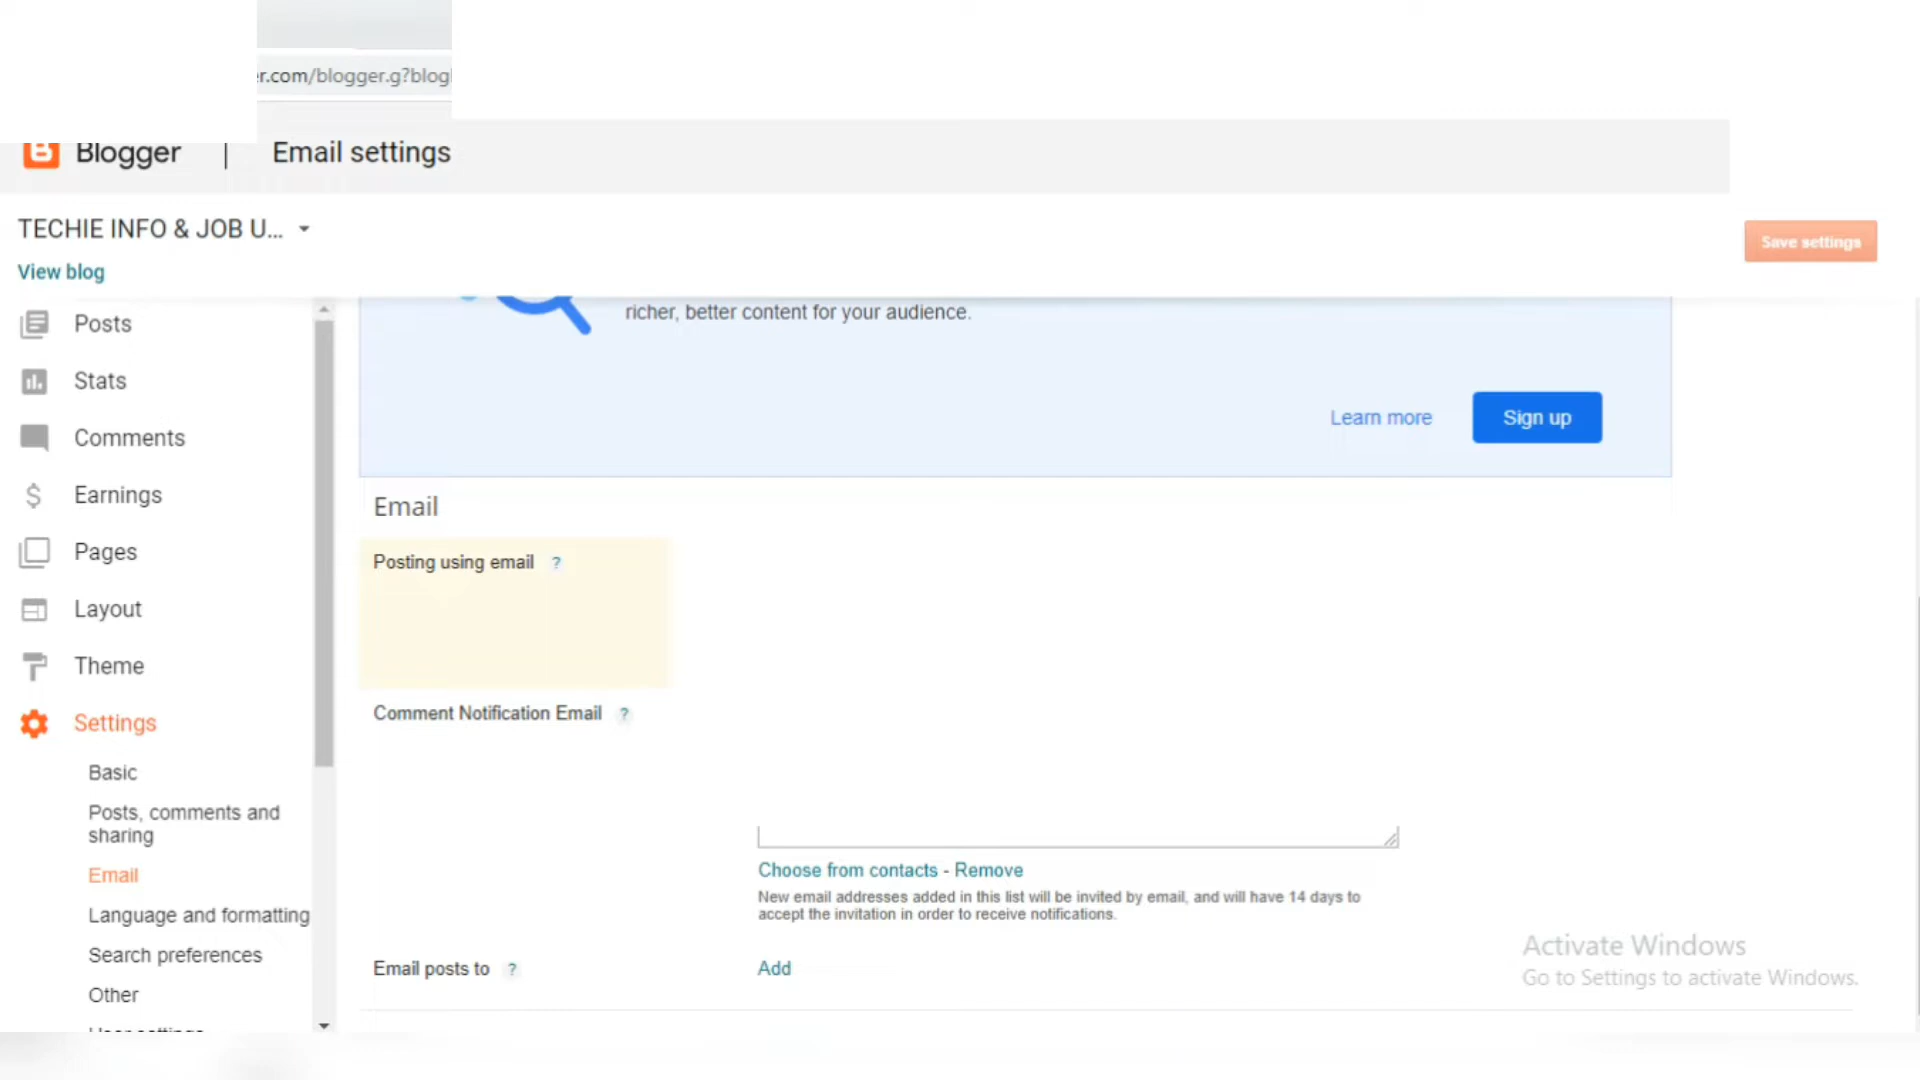 r.com/blogger.g?blog
Blogger | Email settings
TECHIE INFO & JOB U...
Save settings
View blog
Posts
richer, better content for your audience.
Stats
Learn more
Sign up
Comments
Earnings
Email
Pages
Posting using email ?
Layout
Theme
Settings
Comment Notification Email ?
Basic
Posts, comments and
sharing
Email
Choose from contacts - Remove
New email addresses added in this list will be invited by email, and will have 14 days to
accept the invitation in order to receive notifications.
Language and formatting
Search preferences
Email posts to ?
Add
Other
Activate Windows
Go to Settings to activate Windows.